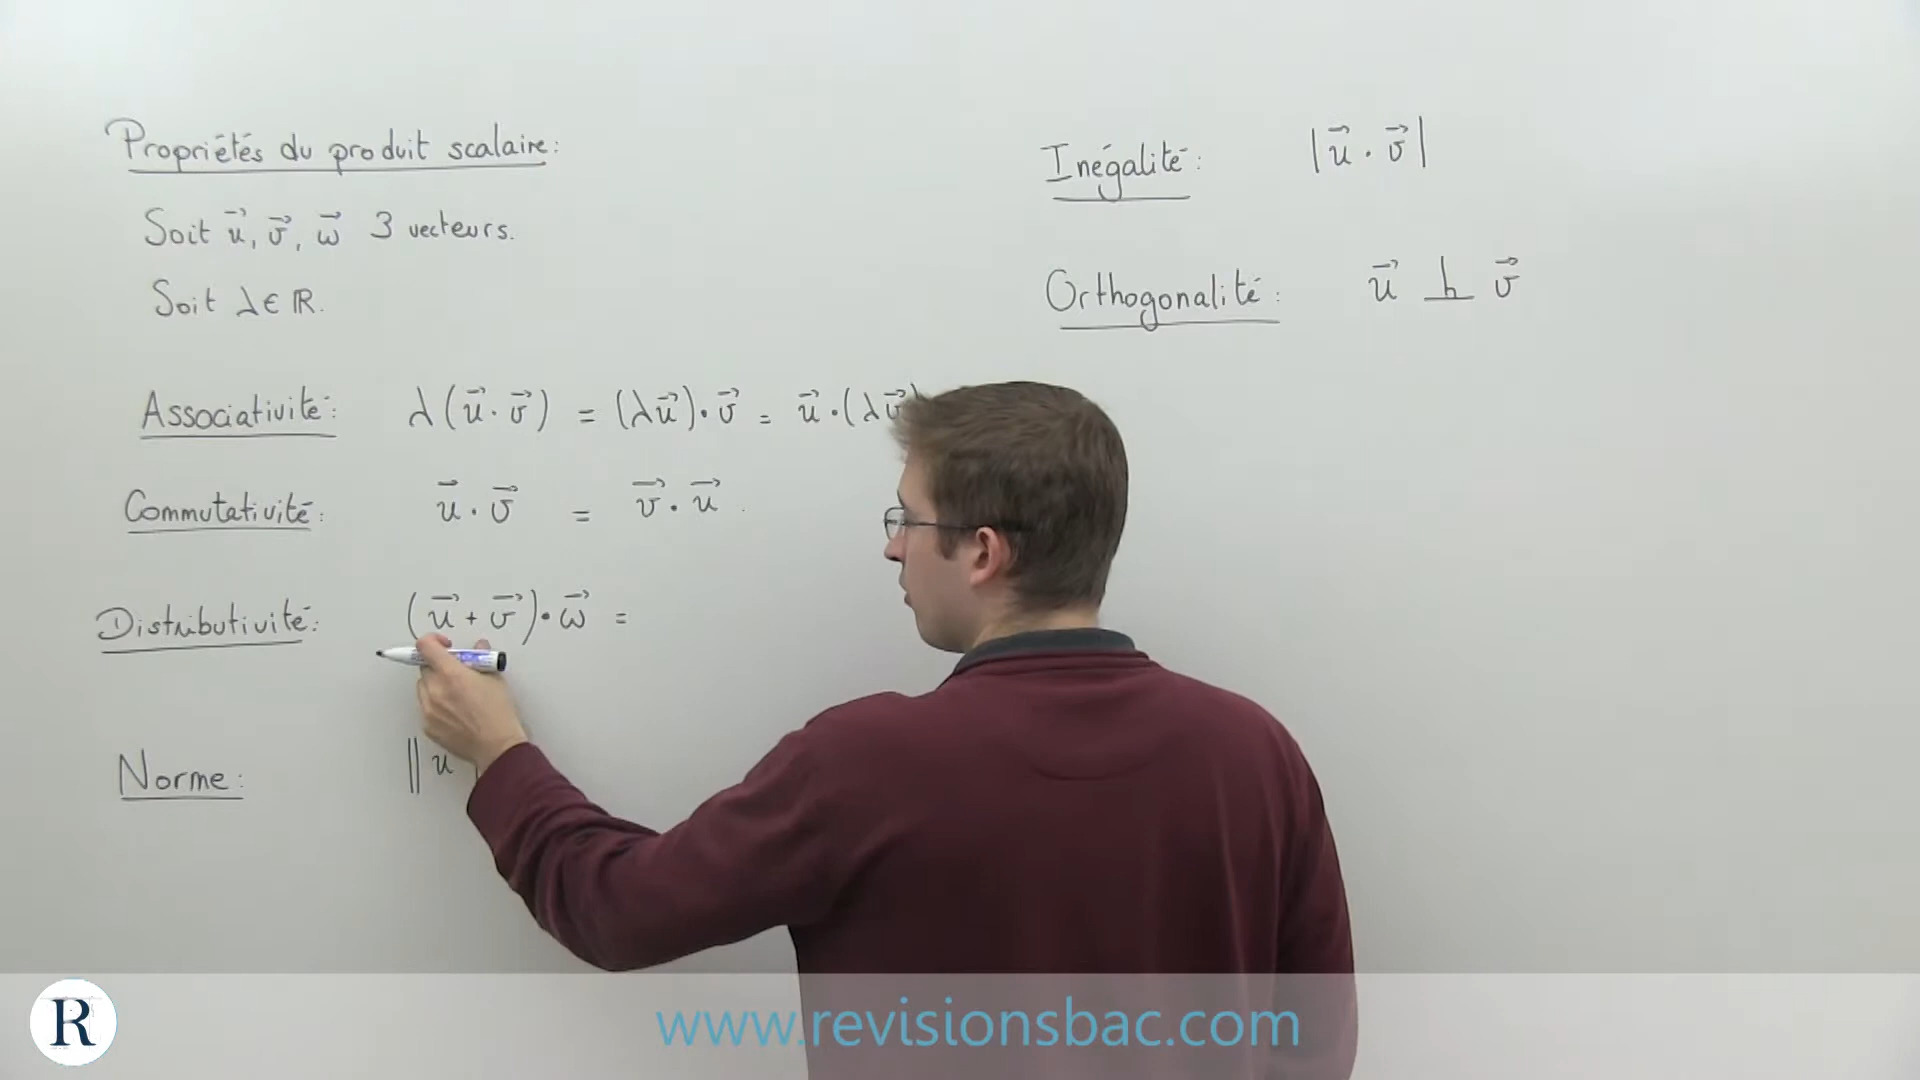 Propriétés du produit scalaire:
Soit u⃗, v⃗, w⃗ 3 vecteurs.
Soit λ ∈ ℝ.
Associativité: λ(u⃗ · v⃗) = (λu⃗) · v⃗ = u⃗ · (λv⃗)
Commutativité: u⃗ · v⃗ = v⃗ · u⃗.
Distributivité: (u⃗ + v⃗) · w⃗ =
Norme: ‖ u
Inégalité: |u⃗ · v⃗|
Orthogonalité: u⃗ ⊥ v⃗
R
www.revisionsbac.com